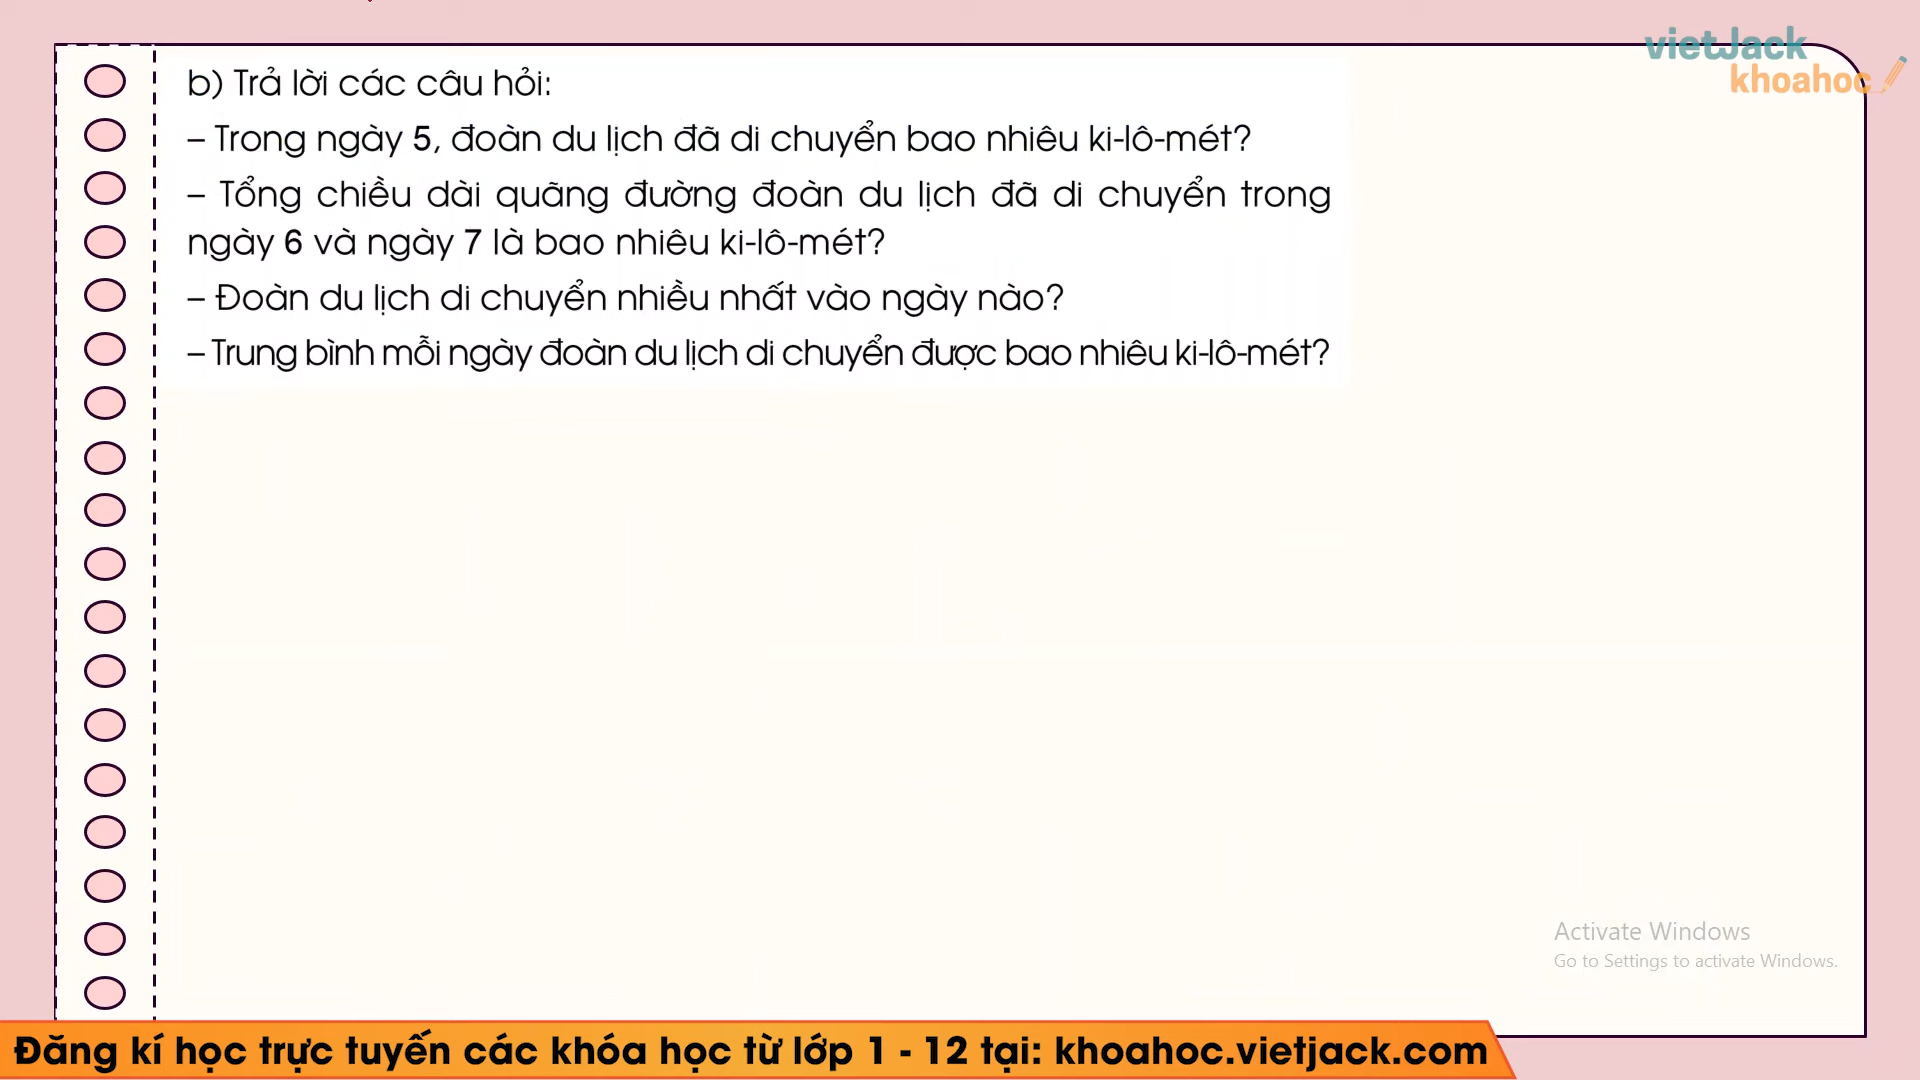 vietJack
khoahoc
b) Trả lời các câu hỏi:
– Trong ngày 5, đoàn du lịch đã di chuyển bao nhiêu ki-lô-mét?
– Tổng chiều dài quãng đường đoàn du lịch đã di chuyển trong
ngày 6 và ngày 7 là bao nhiêu ki-lô-mét?
– Đoàn du lịch di chuyển nhiều nhất vào ngày nào?
– Trung bình mỗi ngày đoàn du lịch di chuyển được bao nhiêu ki-lô-mét?
Activate Windows
Go to Settings to activate Windows.
Đăng kí học trực tuyến các khóa học từ lớp 1 - 12 tại: khoahoc.vietjack.com